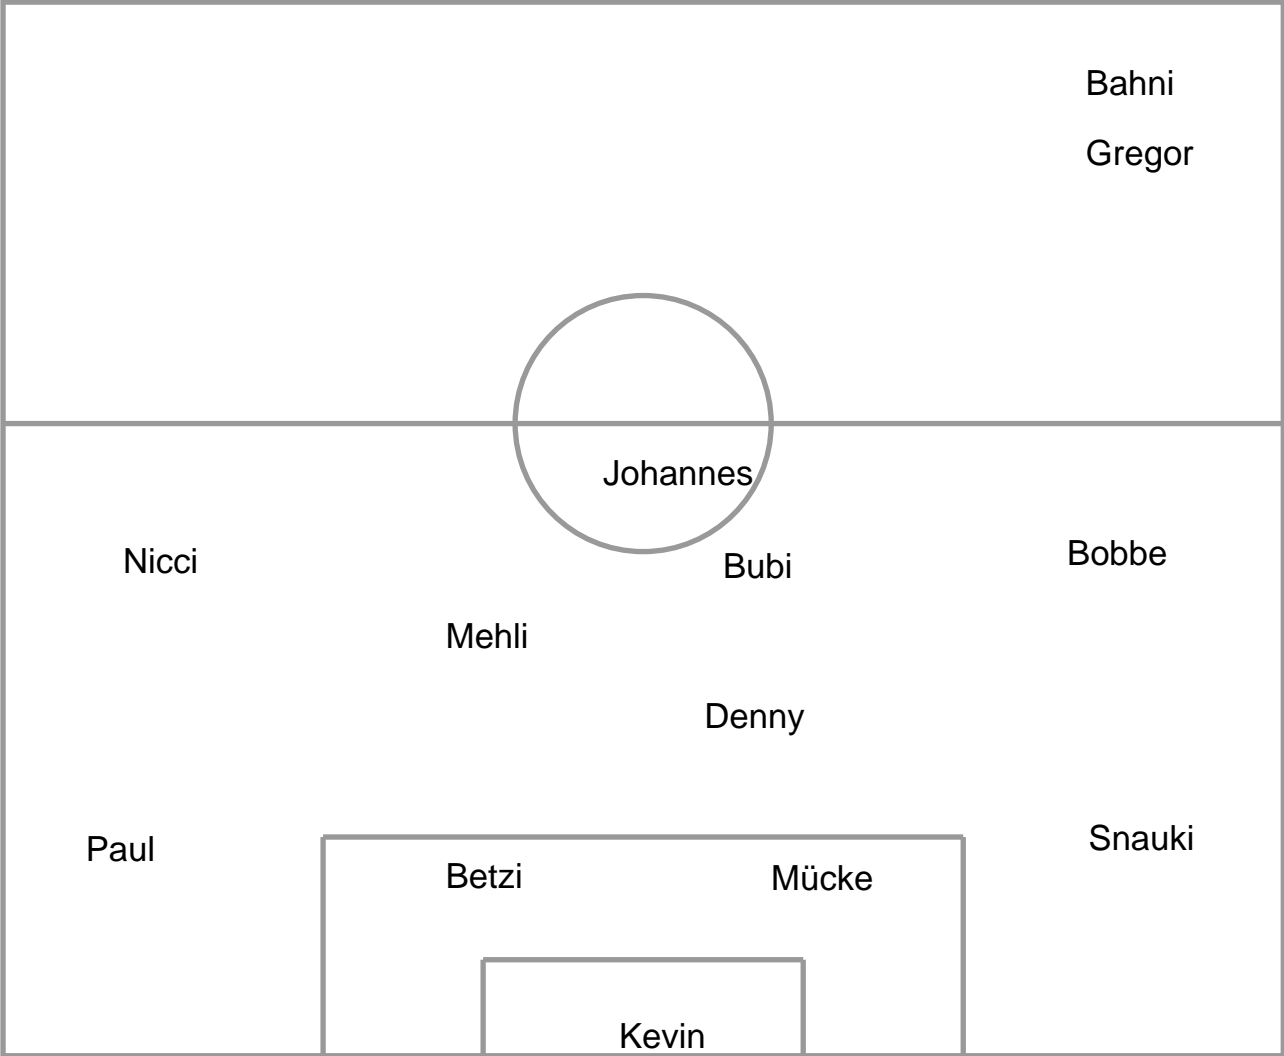 Bahni
Gregor
Johannes
Nicci
Bubi
Bobbe
Mehli
Denny
Paul
Snauki
Betzi
Mücke
Kevin